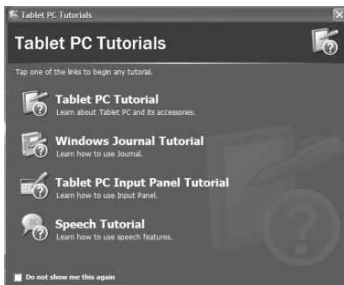 Tablet PC Tutorials
Tablet PC Tutorials
Tap one of the links to begin any tutorial.
Tablet PC Tutorial
Learn about Tablet PC and its accessories.
Windows Journal Tutorial
Learn how to use Journal.
Tablet PC Input Panel Tutorial
Learn how to use Input Panel.
Speech Tutorial
Learn how to use speech features.
Do not show me this again